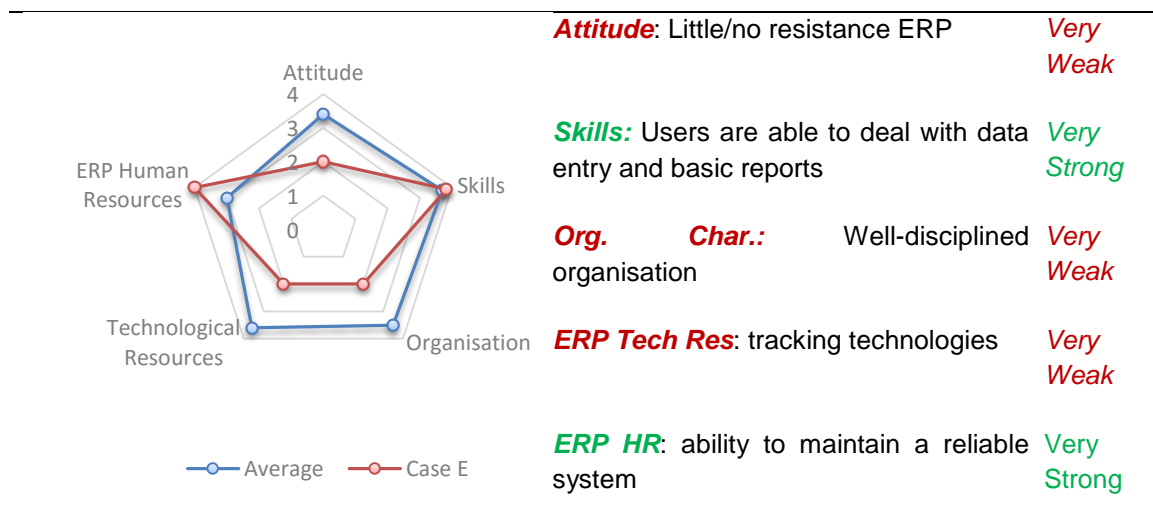 Attitude
4
3
2
1
0
ERP Human
Resources
Skills
Technological
Resources
Organisation
Average
Case E
Attitude: Little/no resistance ERP
Very
Weak
Skills: Users are able to deal with data
entry and basic reports
Very
Strong
Org. Char.: Well-disciplined
organisation
Very
Weak
ERP Tech Res: tracking technologies
Very
Weak
ERP HR: ability to maintain a reliable
system
Very
Strong